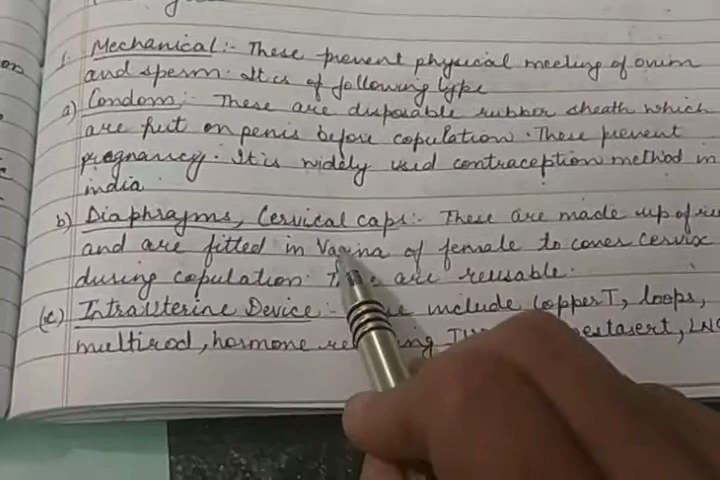 1. Mechanical :- These prevent physical meeting of ovum
and sperm. It is of following type
a) Condom :- These are disposable rubber sheath which
are put on penis before copulation. These prevent
pregnancy. It is widely used contraception method in
india.
b) Diaphragms, Cervical caps :- These are made up of
and are fitted in Vagina of female to cover cervix
during copulation. are reusable.
(c) Intrauterine Device :- include CopperT, loops,
multirod, hormone